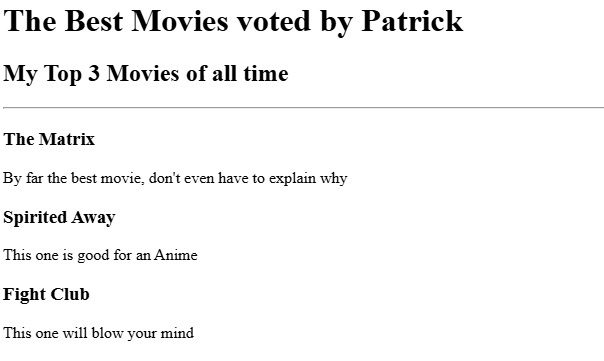 The Best Movies voted by Patrick
My Top 3 Movies of all time
The Matrix
By far the best movie, don't even have to explain why
Spirited Away
This one is good for an Anime
Fight Club
This one will blow your mind